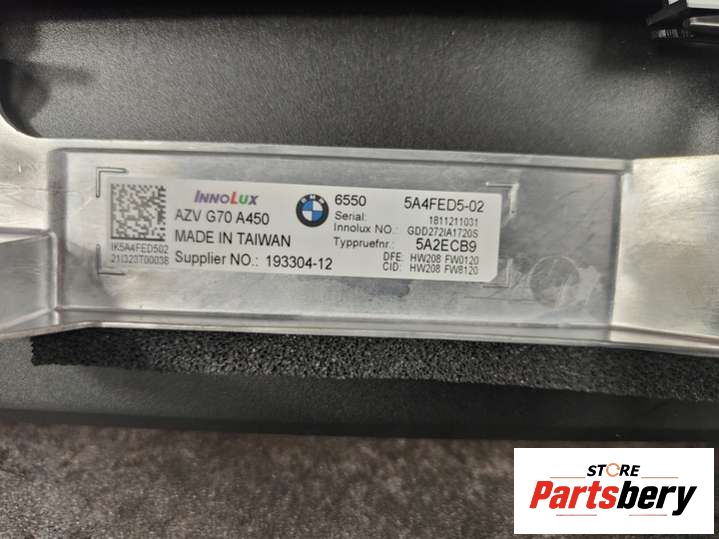 INNOLUX
AZV G70 A450
MADE IN TAIWAN
Supplier NO.: 193304-12
IK5A4FED502
21I323T00038
BMW
6550 5A4FED5-02
Serial: 1811211031
Innolux NO.: GDD272IA1720S
Typpruefnr.: 5A2ECB9
DFE: HW208 FW0120
CID: HW208 FW8120
STORE
Partsbery